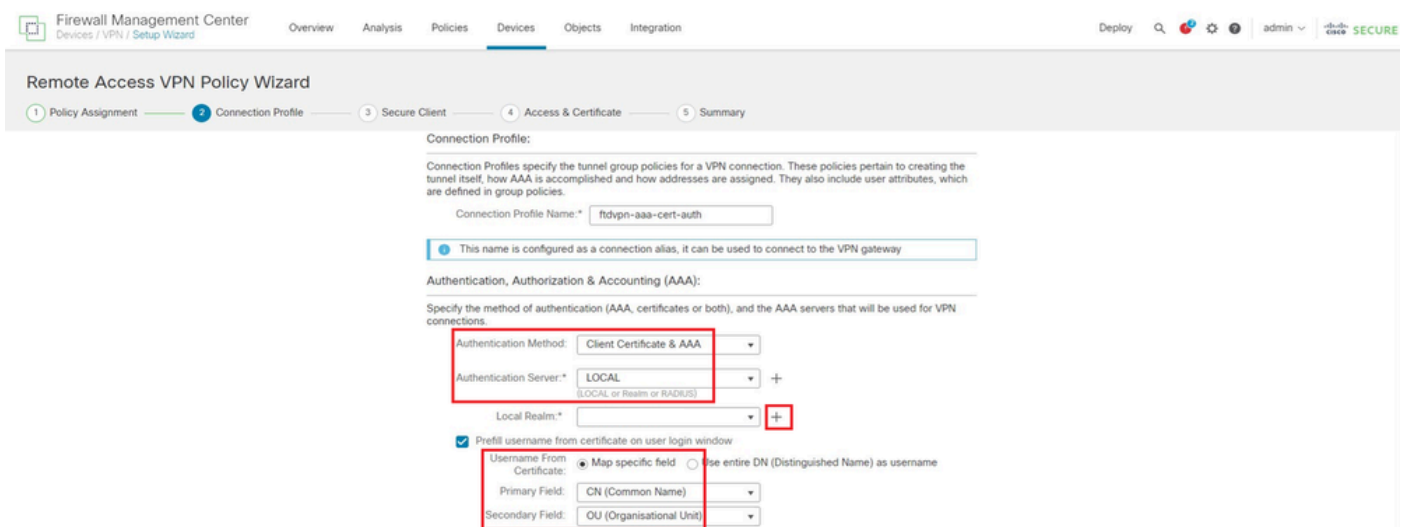 Firewall Management Center
Devices / VPN / Setup Wizard
Overview Analysis Policies Devices Objects Integration
Deploy admin cisco SECURE
Remote Access VPN Policy Wizard
1 Policy Assignment 2 Connection Profile 3 Secure Client 4 Access & Certificate 5 Summary
Connection Profile:
Connection Profiles specify the tunnel group policies for a VPN connection. These policies pertain to creating the
tunnel itself, how AAA is accomplished and how addresses are assigned. They also include user attributes, which
are defined in group policies.
Connection Profile Name:* ftdvpn-aaa-cert-auth
This name is configured as a connection alias, it can be used to connect to the VPN gateway
Authentication, Authorization & Accounting (AAA):
Specify the method of authentication (AAA, certificates or both), and the AAA servers that will be used for VPN
connections.
Authentication Method: Client Certificate & AAA
Authentication Server:* LOCAL
(LOCAL or Realm or RADIUS)
Local Realm:*
Prefill username from certificate on user login window
Username From
Certificate: Map specific field Use entire DN (Distinguished Name) as username
Primary Field: CN (Common Name)
Secondary Field: OU (Organisational Unit)